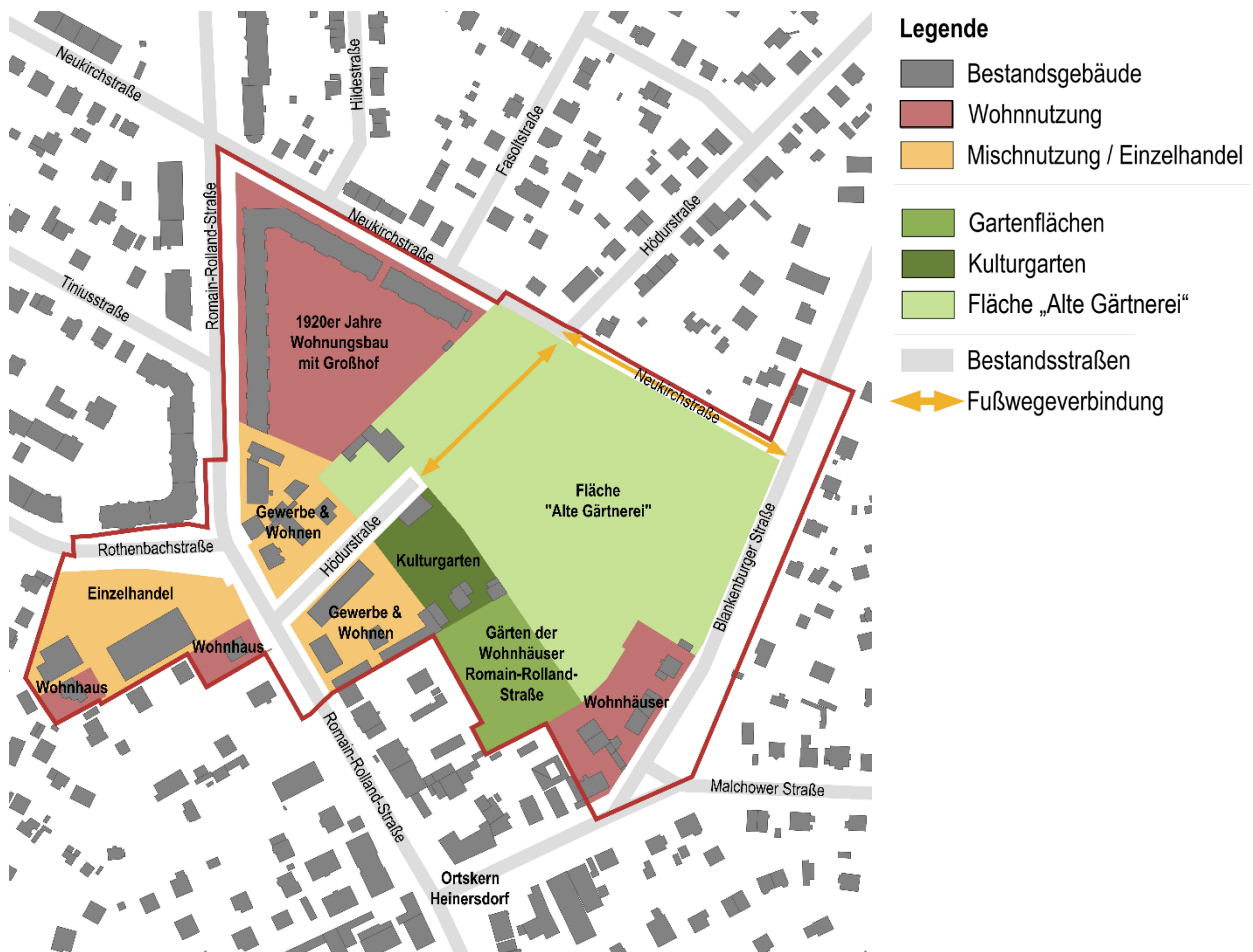 Neukirchstraße
Hildestraße
Fasoltstraße
Romain-Rolland-Straße
Neukirchstraße
Hödurstraße
Tiniusstraße
1920er Jahre
Wohnungsbau
mit Großhof
Neukirchstraße
Fläche
"Alte Gärtnerei"
Gewerbe &
Wohnen
Hödurstraße
Rothenbachstraße
Kulturgarten
Blankenburger Straße
Einzelhandel
Gewerbe &
Wohnen
Wohnhaus
Gärten der
Wohnhäuser
Romain-Rolland-
Straße
Wohnhaus
Wohnhäuser
Romain-Rolland-Straße
Malchower Straße
Ortskern
Heinersdorf
Legende
Bestandsgebäude
Wohnnutzung
Mischnutzung / Einzelhandel
Gartenflächen
Kulturgarten
Fläche „Alte Gärtnerei“
Bestandsstraßen
Fußwegeverbindung